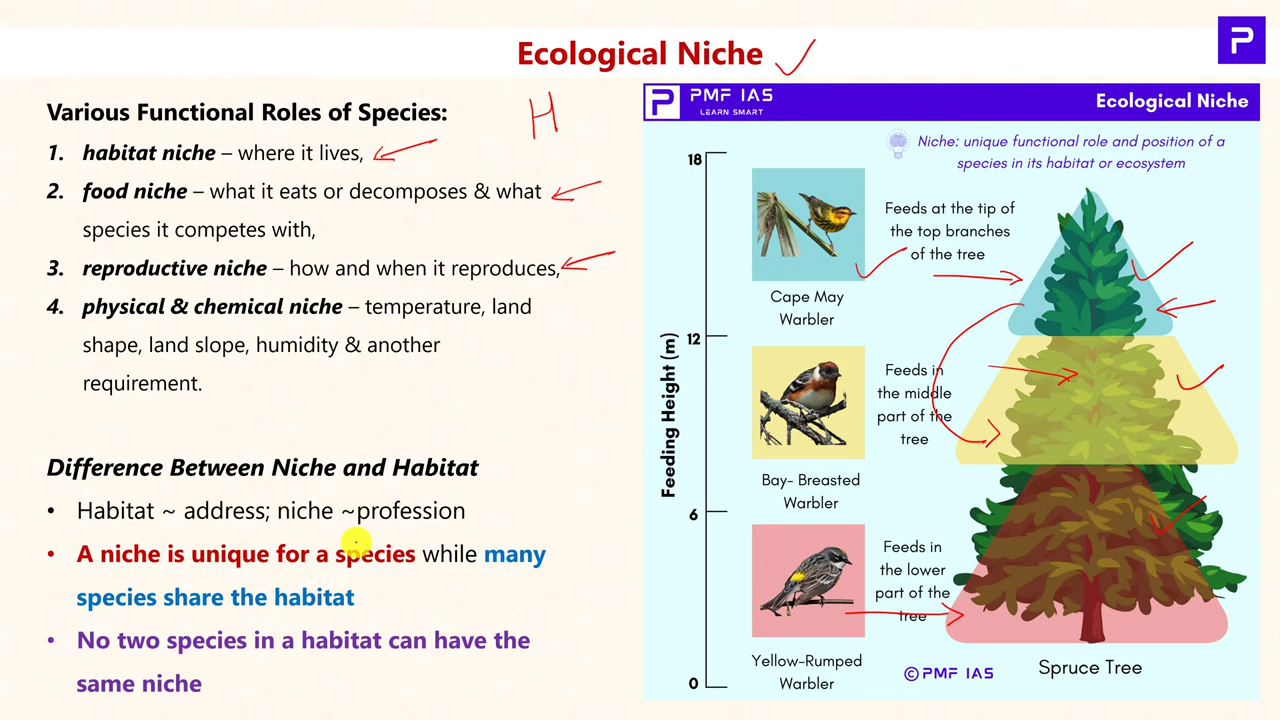 Ecological Niche
P
Various Functional Roles of Species:
H
1. habitat niche – where it lives,
2. food niche – what it eats or decomposes & what
species it competes with,
3. reproductive niche – how and when it reproduces,
4. physical & chemical niche – temperature, land
shape, land slope, humidity & another
requirement.
Difference Between Niche and Habitat
• Habitat ~ address; niche ~profession
• A niche is unique for a species while many
species share the habitat
• No two species in a habitat can have the
same niche
P PMF IAS
LEARN SMART
Ecological Niche
Niche: unique functional role and position of a
species in its habitat or ecosystem
Feeding Height (m)
18
12
6
0
Feeds at the tip of
the top branches
of the tree
Cape May
Warbler
Feeds in
the middle
part of the
tree
Bay- Breasted
Warbler
Feeds in
the lower
part of the
tree
Yellow-Rumped
Warbler
©PMF IAS
Spruce Tree